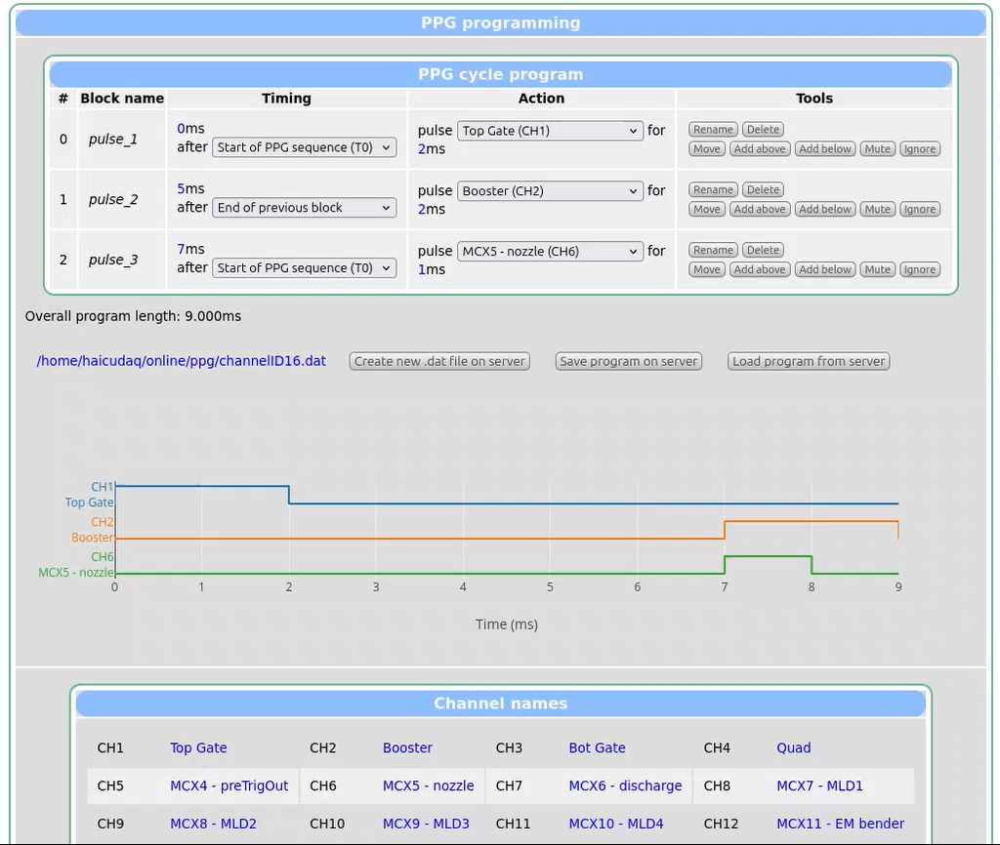 PPG programming
PPG cycle program
# Block name Timing Action Tools
0 pulse_1 0ms after Start of PPG sequence (T0) pulse Top Gate (CH1) for 2ms Rename Delete Move Add above Add below Mute Ignore
1 pulse_2 5ms after End of previous block pulse Booster (CH2) for 2ms Rename Delete Move Add above Add below Mute Ignore
2 pulse_3 7ms after Start of PPG sequence (T0) pulse MCX5 - nozzle (CH6) for 1ms Rename Delete Move Add above Add below Mute Ignore
Overall program length: 9.000ms
/home/haicudaq/online/ppg/channelID16.dat Create new .dat file on server Save program on server Load program from server
CH1
Top Gate
CH2
Booster
CH6
MCX5 - nozzle
0 1 2 3 4 5 6 7 8 9
Time (ms)
Channel names
CH1 Top Gate CH2 Booster CH3 Bot Gate CH4 Quad
CH5 MCX4 - preTrigOut CH6 MCX5 - nozzle CH7 MCX6 - discharge CH8 MCX7 - MLD1
CH9 MCX8 - MLD2 CH10 MCX9 - MLD3 CH11 MCX10 - MLD4 CH12 MCX11 - EM bender